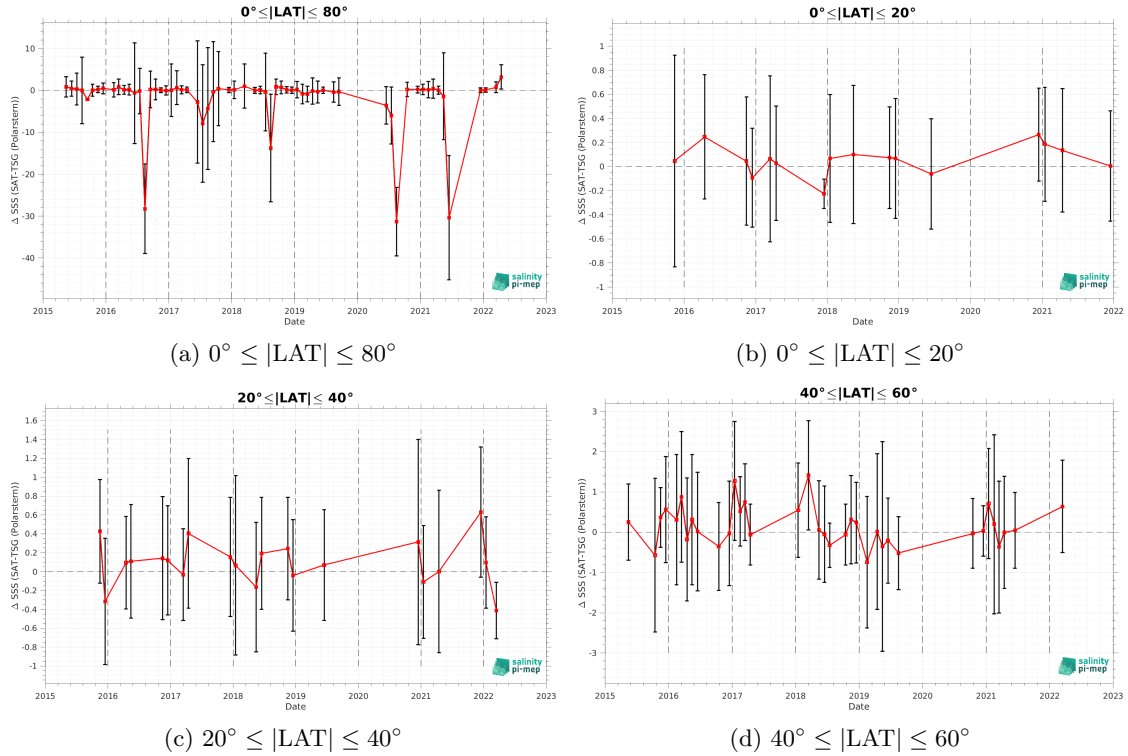 0°≤|LAT|≤ 80°
Δ SSS (SAT-TSG (Polarstern))
10
0
-10
-20
-30
-40
2015 2016 2017 2018 2019 2020 2021 2022 2023
Date
salinity
pi-mep
(a) 0° ≤ |LAT| ≤ 80°
0°≤|LAT|≤ 20°
Δ SSS (SAT-TSG (Polarstern))
1
0.8
0.6
0.4
0.2
0
-0.2
-0.4
-0.6
-0.8
-1
2016 2017 2018 2019 2020 2021 2022
Date
salinity
pi-mep
(b) 0° ≤ |LAT| ≤ 20°
20°≤|LAT|≤ 40°
Δ SSS (SAT-TSG (Polarstern))
1.6
1.4
1.2
1
0.8
0.6
0.4
0.2
0
-0.2
-0.4
-0.6
-0.8
-1
2015 2016 2017 2018 2019 2020 2021 2022 2023
Date
salinity
pi-mep
(c) 20° ≤ |LAT| ≤ 40°
40°≤|LAT|≤ 60°
Δ SSS (SAT-TSG (Polarstern))
3
2
1
0
-1
-2
-3
2015 2016 2017 2018 2019 2020 2021 2022 2023
Date
salinity
pi-mep
(d) 40° ≤ |LAT| ≤ 60°